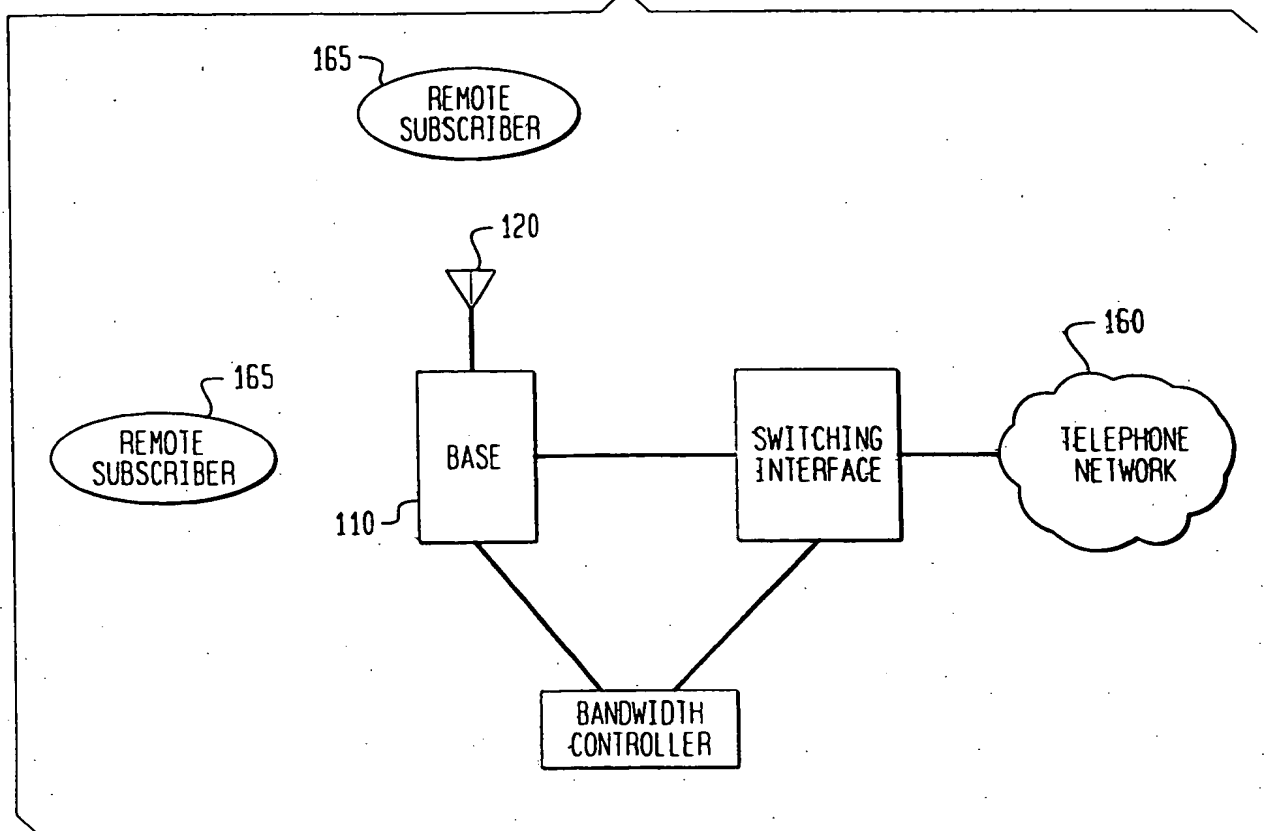 165
REMOTE
SUBSCRIBER
120
165
REMOTE
SUBSCRIBER
BASE
110
SWITCHING
INTERFACE
160
TELEPHONE
NETWORK
BANDWIDTH
CONTROLLER